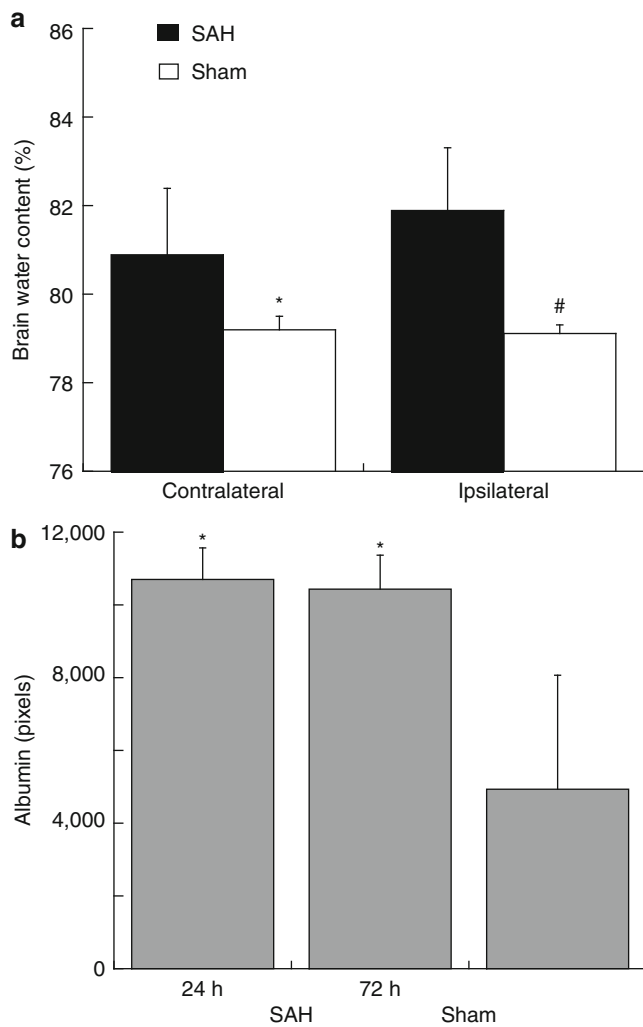 a
86
84
82
80
78
76
Brain water content (%)
SAH
Sham
*
#
Contralateral
Ipsilateral
b
12,000
8,000
4,000
0
Albumin (pixels)
*
*
24 h
72 h
SAH
Sham